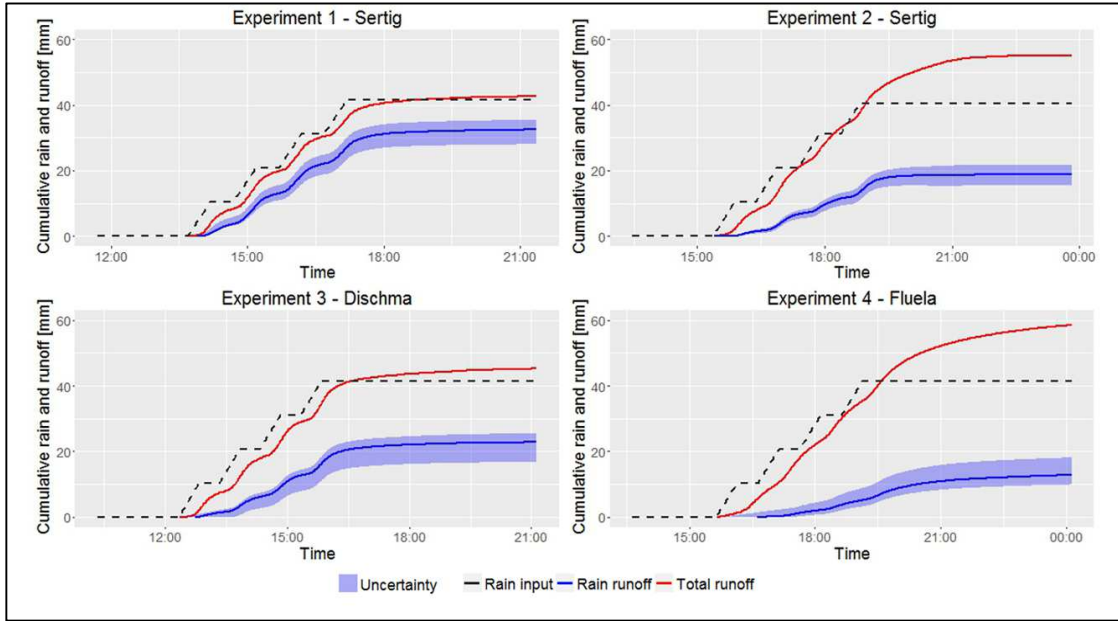 Experiment 1 - Sertig
Cumulative rain and runoff [mm]
60
40
20
0
12:00 15:00 18:00 21:00
Time
Experiment 2 - Sertig
Cumulative rain and runoff [mm]
60
40
20
0
15:00 18:00 21:00 00:00
Time
Experiment 3 - Dischma
Cumulative rain and runoff [mm]
60
40
20
0
12:00 15:00 18:00 21:00
Time
Experiment 4 - Fluela
Cumulative rain and runoff [mm]
60
40
20
0
15:00 18:00 21:00 00:00
Time
Uncertainty Rain input Rain runoff Total runoff